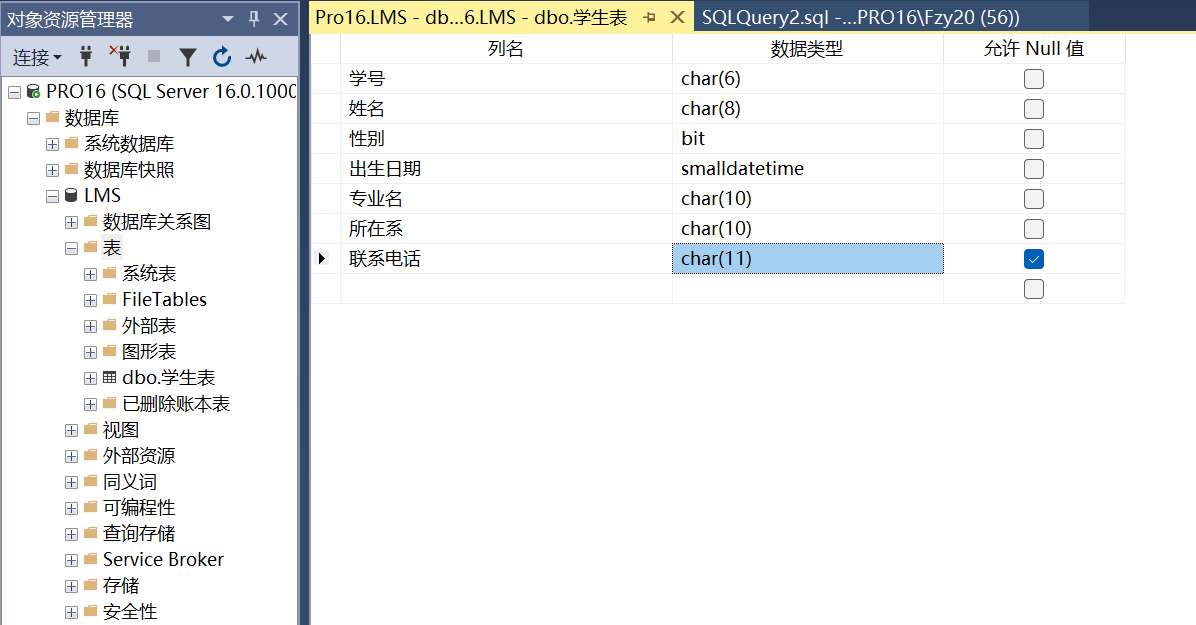 对象资源管理器
连接
PRO16 (SQL Server 16.0.1000
数据库
系统数据库
数据库快照
LMS
数据库关系图
表
系统表
FileTables
外部表
图形表
dbo.学生表
已删除账本表
视图
外部资源
同义词
可编程性
查询存储
Service Broker
存储
安全性
Pro16.LMS - db...6.LMS - dbo.学生表
SQLQuery2.sql -...PRO16\Fzy20 (56))
列名 数据类型 允许 Null 值
学号 char(6)
姓名 char(8)
性别 bit
出生日期 smalldatetime
专业名 char(10)
所在系 char(10)
联系电话 char(11)